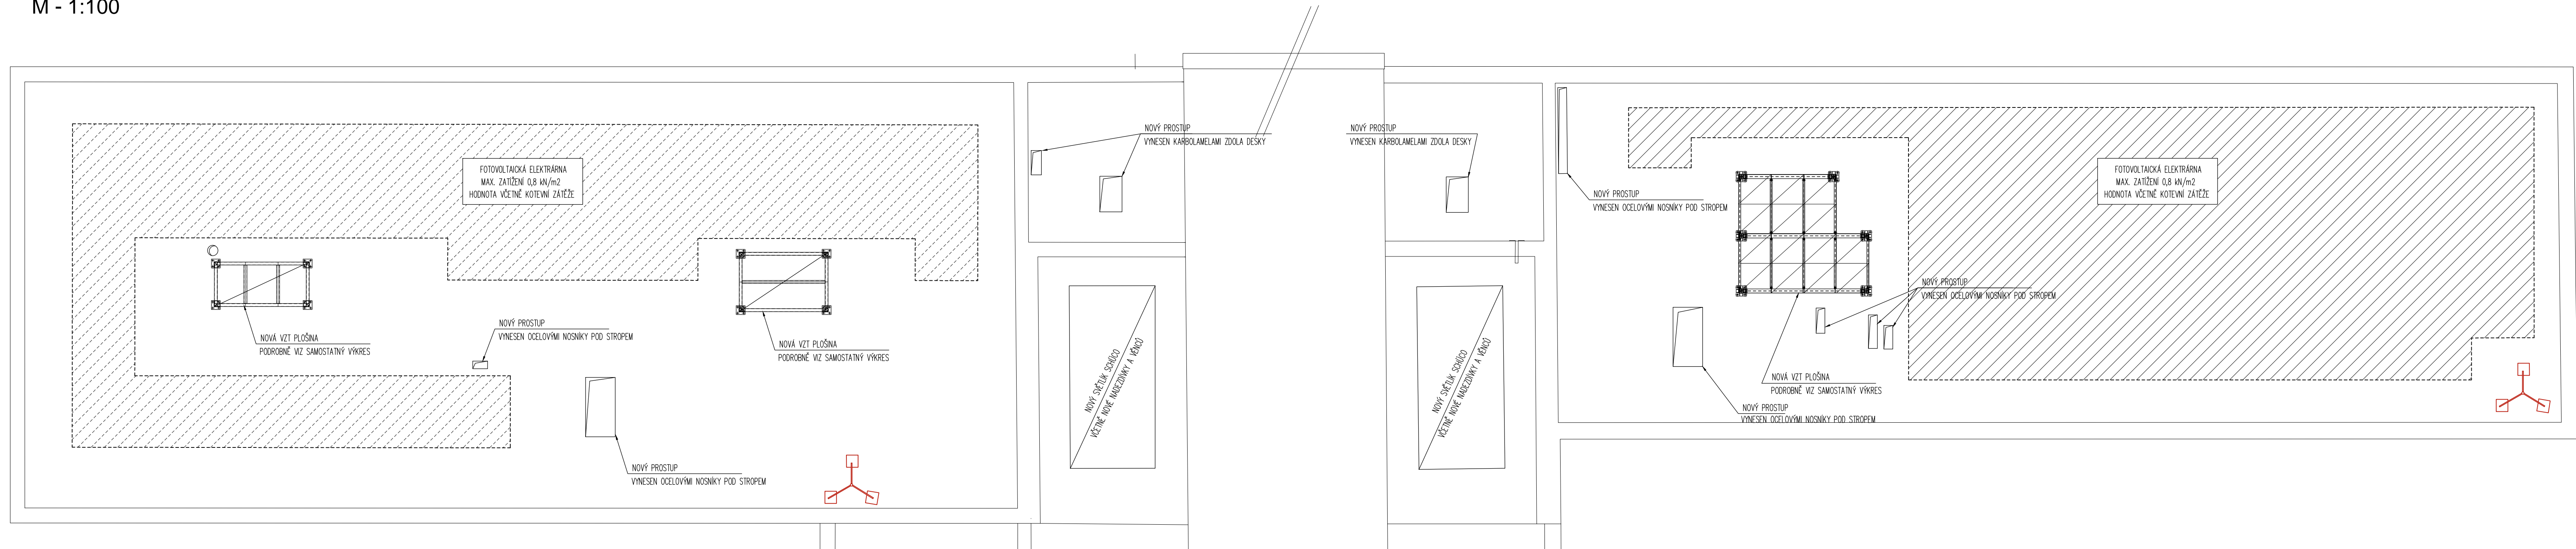 M - 1:100
FOTOVOLTAICKÁ ELEKTRÁRNA
MAX. ZATÍŽENÍ 0,8 kN/m2
HODNOTA VČETNĚ KOTEVNÍ ZÁTĚŽE
NOVÁ VZT PLOŠINA
PODROBNĚ VIZ SAMOSTATNÝ VÝKRES
NOVÝ PROSTUP
VYNESEN OCELOVÝMI NOSNÍKY POD STROPEM
NOVÁ VZT PLOŠINA
PODROBNĚ VIZ SAMOSTATNÝ VÝKRES
NOVÝ PROSTUP
VYNESEN OCELOVÝMI NOSNÍKY POD STROPEM
NOVÝ PROSTUP
VYNESEN KARBOLAMELAMI ZDOLA DESKY
NOVÝ PROSTUP
VYNESEN KARBOLAMELAMI ZDOLA DESKY
NOVÝ SVĚTLÍK SCHÜCO
VČETNĚ NOVÉ NADEZDÍVKY A VĚNCŮ
NOVÝ SVĚTLÍK SCHÜCO
VČETNĚ NOVÉ NADEZDÍVKY A VĚNCŮ
NOVÝ PROSTUP
VYNESEN OCELOVÝMI NOSNÍKY POD STROPEM
FOTOVOLTAICKÁ ELEKTRÁRNA
MAX. ZATÍŽENÍ 0,8 kN/m2
HODNOTA VČETNĚ KOTEVNÍ ZÁTĚŽE
NOVÝ PROSTUP
VYNESEN OCELOVÝMI NOSNÍKY POD STROPEM
NOVÁ VZT PLOŠINA
PODROBNĚ VIZ SAMOSTATNÝ VÝKRES
NOVÝ PROSTUP
VYNESEN OCELOVÝMI NOSNÍKY POD STROPEM